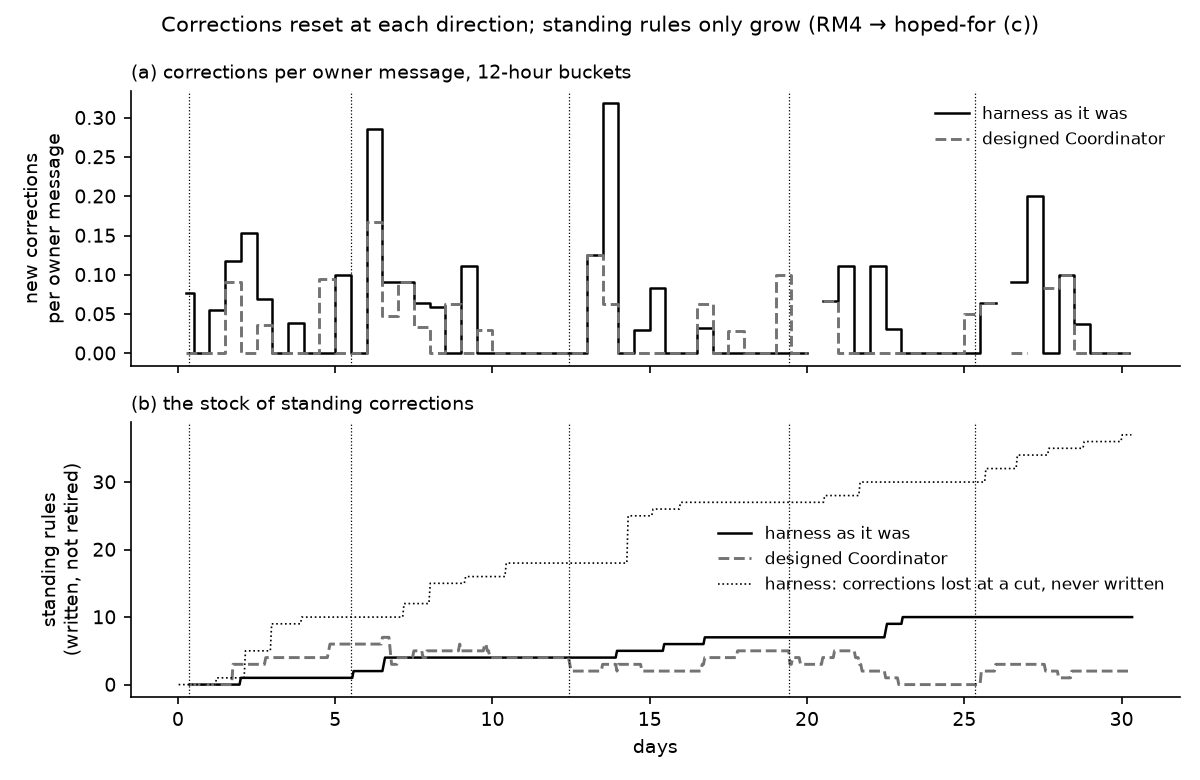 Corrections reset at each direction; standing rules only grow (RM4 → hoped-for (c))
(a) corrections per owner message, 12-hour buckets
new corrections
per owner message
0.30
0.25
0.20
0.15
0.10
0.05
0.00
harness as it was
designed Coordinator
(b) the stock of standing corrections
standing rules
(written, not retired)
30
20
10
0
harness as it was
designed Coordinator
harness: corrections lost at a cut, never written
0 5 10 15 20 25 30
days